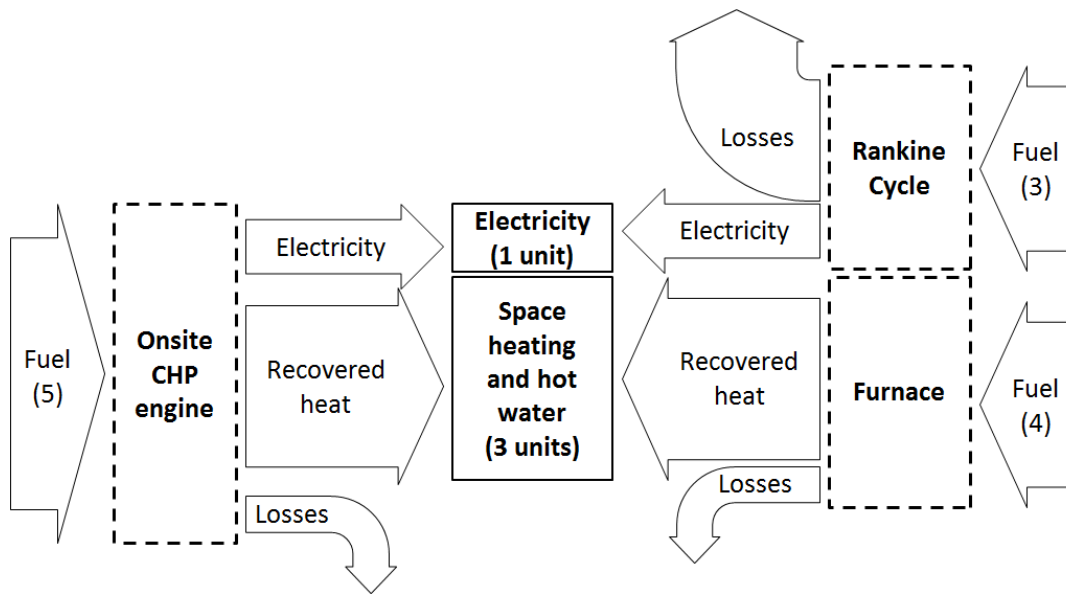 Fuel
(5)
Onsite
CHP
engine
Electricity
Recovered
heat
Losses
Electricity
(1 unit)
Space
heating
and hot
water
(3 units)
Losses
Electricity
Recovered
heat
Losses
Rankine
Cycle
Furnace
Fuel
(3)
Fuel
(4)